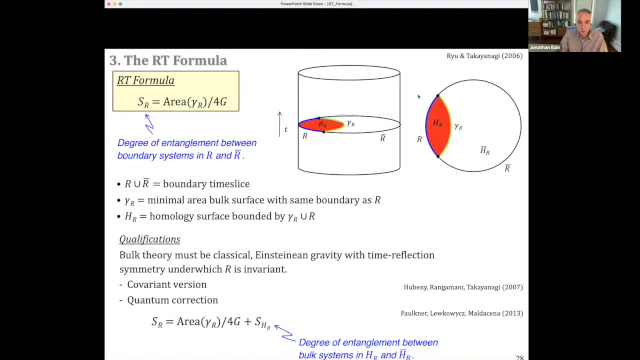 PowerPoint Slide Show - [RT_Formula]
Jonathan Bain
3. The RT Formula
Ryu & Takayanagi (2006)
RT Formula
S_R = Area(γ_R)/4G
Degree of entanglement between
boundary systems in R and R̅.
t
H_R
γ_R
R
R̅
R
H_R
γ_R
H̅_R
R̅
• R ∪ R̅ = boundary timeslice
• γ_R = minimal area bulk surface with same boundary as R
• H_R = homology surface bounded by γ_R ∪ R
Qualifications
Bulk theory must be classical, Einsteinean gravity with time-reflection
symmetry underwhich R is invariant.
- Covariant version
Hubeny, Rangamani, Takayanagi (2007)
- Quantum correction
Faulkner, Lewkowycz, Maldacena (2013)
S_R = Area(γ_R)/4G + S_{H_R}
Degree of entanglement between
bulk systems in H_R and H̅_R.
28